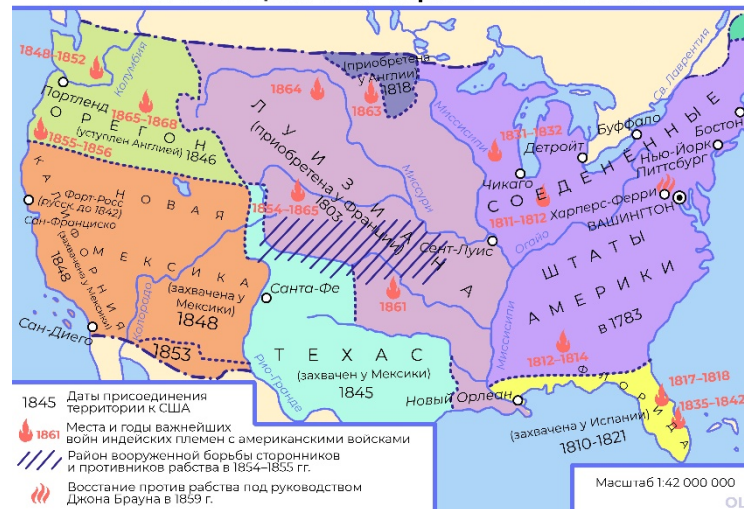 1848–1852
Колумбия
Портленд
1865–1868
ОРЕГОН
(уступлен Англией) 1846
1855–1856
1864
(приобретена
у Англии)
1818
1863
ЛУИЗИАНА
(приобретена у Франции)
1803
1854–1865
Миссури
Миссисипи
1831–1832
Детройт
Чикаго
Буффало
Св. Лаврентия
Бостон
Нью-Йорк
Питтсбург
Харперс-Ферри
ВАШИНГТОН
1811–1812
Огайо
Сент-Луис
СОЕДЕНЁННЫЕ
ШТАТЫ
АМЕРИКИ
в 1783
1812–1814
Миссисипи
1861
КАЛИФОРНИЯ
(захвачена у Мексики)
1848
Форт-Росс
(русск. до 1842)
Сан-Франциско
НОВАЯ
МЕКСИКА
(захвачена у
Мексики)
1848
Колорадо
Сан-Диего
1853
Санта-Фе
ТЕХАС
(захвачен у Мексики)
1845
Рио-Гранде
Новый Орлеан
ФЛОРИДА
(захвачена у Испании)
1810-1821
1817–1818
1835–1842
1845 Даты присоединения
территории к США
1861 Места и годы важнейших
войн индейских племен с американскими войсками
Район вооруженной борьбы сторонников
и противников рабства в 1854–1855 гг.
Восстание против рабства под руководством
Джона Брауна в 1859 г.
Масштаб 1:42 000 000